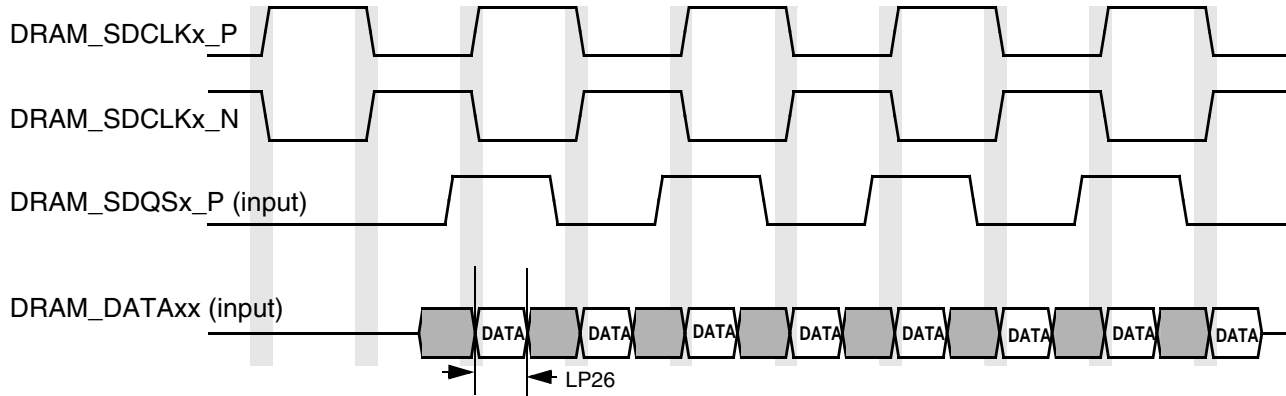 DRAM_SDCLKx_P
DRAM_SDCLKx_N
DRAM_SDQSx_P (input)
DRAM_DATAxx (input)
DATA DATA DATA DATA DATA DATA DATA DATA
LP26